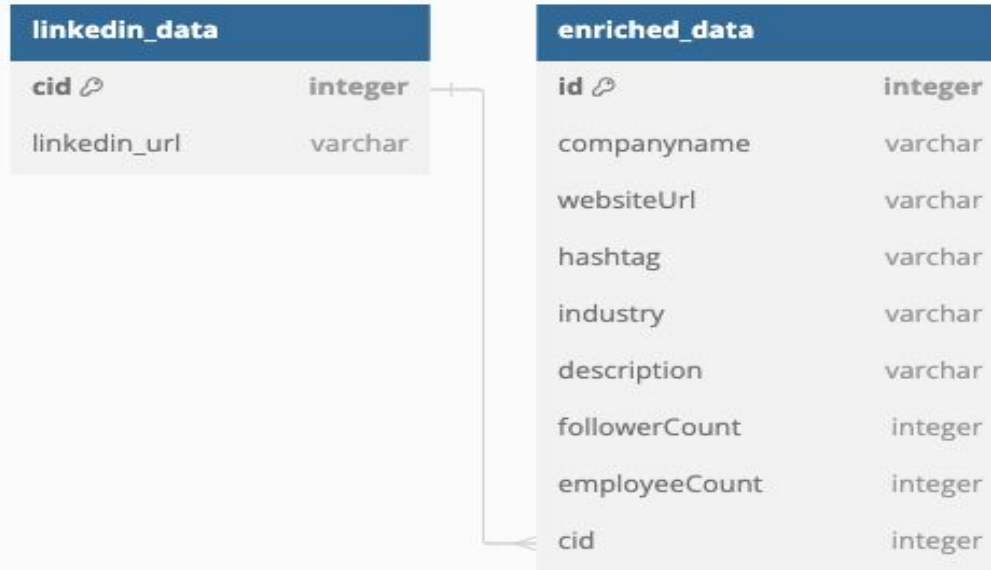 linkedin_data
cid integer
linkedin_url varchar
enriched_data
id integer
companyname varchar
websiteUrl varchar
hashtag varchar
industry varchar
description varchar
followerCount integer
employeeCount integer
cid integer